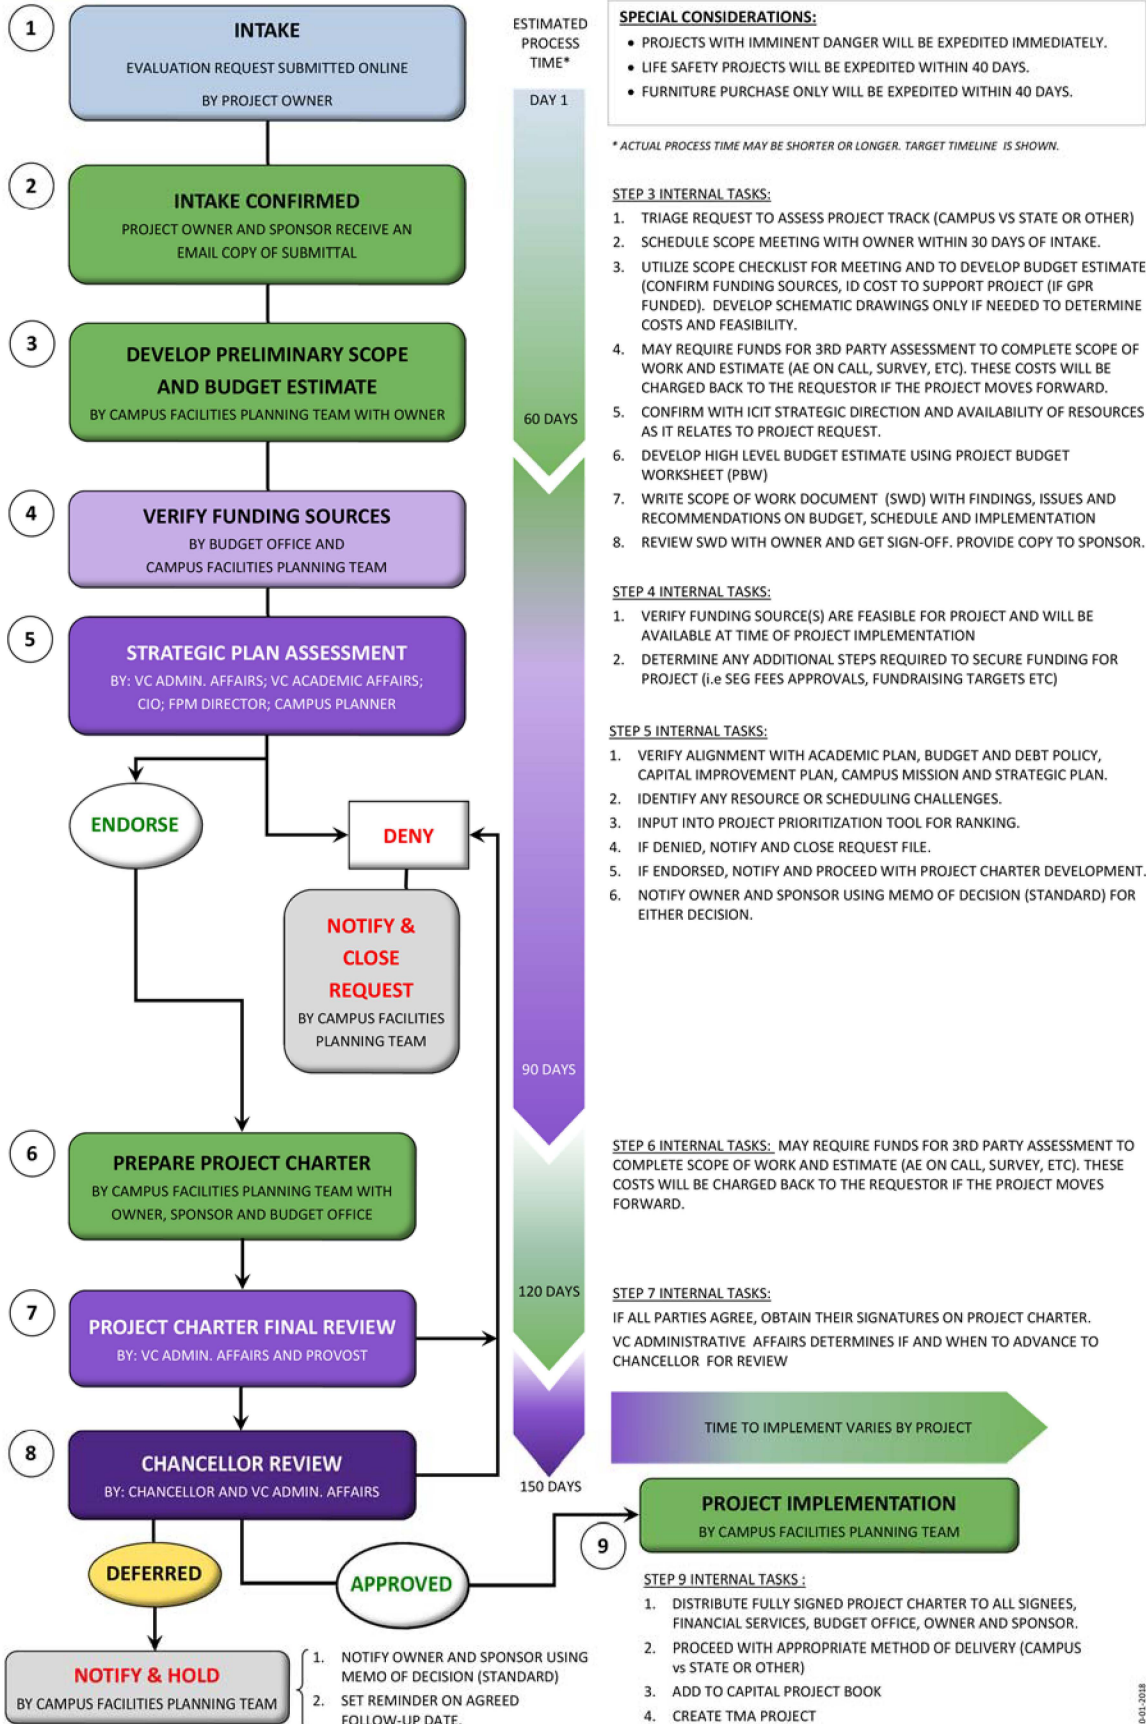 1
INTAKE
EVALUATION REQUEST SUBMITTED ONLINE
BY PROJECT OWNER
2
INTAKE CONFIRMED
PROJECT OWNER AND SPONSOR RECEIVE AN
EMAIL COPY OF SUBMITTAL
3
DEVELOP PRELIMINARY SCOPE
AND BUDGET ESTIMATE
BY CAMPUS FACILITIES PLANNING TEAM WITH OWNER
4
VERIFY FUNDING SOURCES
BY BUDGET OFFICE AND
CAMPUS FACILITIES PLANNING TEAM
5
STRATEGIC PLAN ASSESSMENT
BY: VC ADMIN. AFFAIRS; VC ACADEMIC AFFAIRS;
CIO; FPM DIRECTOR; CAMPUS PLANNER
ENDORSE
DENY
NOTIFY &
CLOSE
REQUEST
BY CAMPUS FACILITIES
PLANNING TEAM
6
PREPARE PROJECT CHARTER
BY CAMPUS FACILITIES PLANNING TEAM WITH
OWNER, SPONSOR AND BUDGET OFFICE
7
PROJECT CHARTER FINAL REVIEW
BY: VC ADMIN. AFFAIRS AND PROVOST
8
CHANCELLOR REVIEW
BY: CHANCELLOR AND VC ADMIN. AFFAIRS
DEFERRED
APPROVED
NOTIFY & HOLD
BY CAMPUS FACILITIES PLANNING TEAM
1. NOTIFY OWNER AND SPONSOR USING
MEMO OF DECISION (STANDARD)
2. SET REMINDER ON AGREED
FOLLOW-UP DATE.
ESTIMATED
PROCESS
TIME*
DAY 1
60 DAYS
90 DAYS
120 DAYS
150 DAYS
SPECIAL CONSIDERATIONS:
• PROJECTS WITH IMMINENT DANGER WILL BE EXPEDITED IMMEDIATELY.
• LIFE SAFETY PROJECTS WILL BE EXPEDITED WITHIN 40 DAYS.
• FURNITURE PURCHASE ONLY WILL BE EXPEDITED WITHIN 40 DAYS.
* ACTUAL PROCESS TIME MAY BE SHORTER OR LONGER. TARGET TIMELINE IS SHOWN.
STEP 3 INTERNAL TASKS:
1. TRIAGE REQUEST TO ASSESS PROJECT TRACK (CAMPUS VS STATE OR OTHER)
2. SCHEDULE SCOPE MEETING WITH OWNER WITHIN 30 DAYS OF INTAKE.
3. UTILIZE SCOPE CHECKLIST FOR MEETING AND TO DEVELOP BUDGET ESTIMATE
(CONFIRM FUNDING SOURCES, ID COST TO SUPPORT PROJECT (IF GPR
FUNDED). DEVELOP SCHEMATIC DRAWINGS ONLY IF NEEDED TO DETERMINE
COSTS AND FEASIBILITY.
4. MAY REQUIRE FUNDS FOR 3RD PARTY ASSESSMENT TO COMPLETE SCOPE OF
WORK AND ESTIMATE (AE ON CALL, SURVEY, ETC). THESE COSTS WILL BE
CHARGED BACK TO THE REQUESTOR IF THE PROJECT MOVES FORWARD.
5. CONFIRM WITH ICIT STRATEGIC DIRECTION AND AVAILABILITY OF RESOURCES
AS IT RELATES TO PROJECT REQUEST.
6. DEVELOP HIGH LEVEL BUDGET ESTIMATE USING PROJECT BUDGET
WORKSHEET (PBW)
7. WRITE SCOPE OF WORK DOCUMENT (SWD) WITH FINDINGS, ISSUES AND
RECOMMENDATIONS ON BUDGET, SCHEDULE AND IMPLEMENTATION
8. REVIEW SWD WITH OWNER AND GET SIGN-OFF. PROVIDE COPY TO SPONSOR.
STEP 4 INTERNAL TASKS:
1. VERIFY FUNDING SOURCE(S) ARE FEASIBLE FOR PROJECT AND WILL BE
AVAILABLE AT TIME OF PROJECT IMPLEMENTATION
2. DETERMINE ANY ADDITIONAL STEPS REQUIRED TO SECURE FUNDING FOR
PROJECT (i.e SEG FEES APPROVALS, FUNDRAISING TARGETS ETC)
STEP 5 INTERNAL TASKS:
1. VERIFY ALIGNMENT WITH ACADEMIC PLAN, BUDGET AND DEBT POLICY,
CAPITAL IMPROVEMENT PLAN, CAMPUS MISSION AND STRATEGIC PLAN.
2. IDENTIFY ANY RESOURCE OR SCHEDULING CHALLENGES.
3. INPUT INTO PROJECT PRIORITIZATION TOOL FOR RANKING.
4. IF DENIED, NOTIFY AND CLOSE REQUEST FILE.
5. IF ENDORSED, NOTIFY AND PROCEED WITH PROJECT CHARTER DEVELOPMENT.
6. NOTIFY OWNER AND SPONSOR USING MEMO OF DECISION (STANDARD) FOR
EITHER DECISION.
STEP 6 INTERNAL TASKS: MAY REQUIRE FUNDS FOR 3RD PARTY ASSESSMENT TO
COMPLETE SCOPE OF WORK AND ESTIMATE (AE ON CALL, SURVEY, ETC). THESE
COSTS WILL BE CHARGED BACK TO THE REQUESTOR IF THE PROJECT MOVES
FORWARD.
STEP 7 INTERNAL TASKS:
IF ALL PARTIES AGREE, OBTAIN THEIR SIGNATURES ON PROJECT CHARTER.
VC ADMINISTRATIVE AFFAIRS DETERMINES IF AND WHEN TO ADVANCE TO
CHANCELLOR FOR REVIEW
TIME TO IMPLEMENT VARIES BY PROJECT
9
PROJECT IMPLEMENTATION
BY CAMPUS FACILITIES PLANNING TEAM
STEP 9 INTERNAL TASKS :
1. DISTRIBUTE FULLY SIGNED PROJECT CHARTER TO ALL SIGNEES,
FINANCIAL SERVICES, BUDGET OFFICE, OWNER AND SPONSOR.
2. PROCEED WITH APPROPRIATE METHOD OF DELIVERY (CAMPUS
vs STATE OR OTHER)
3. ADD TO CAPITAL PROJECT BOOK
4. CREATE TMA PROJECT